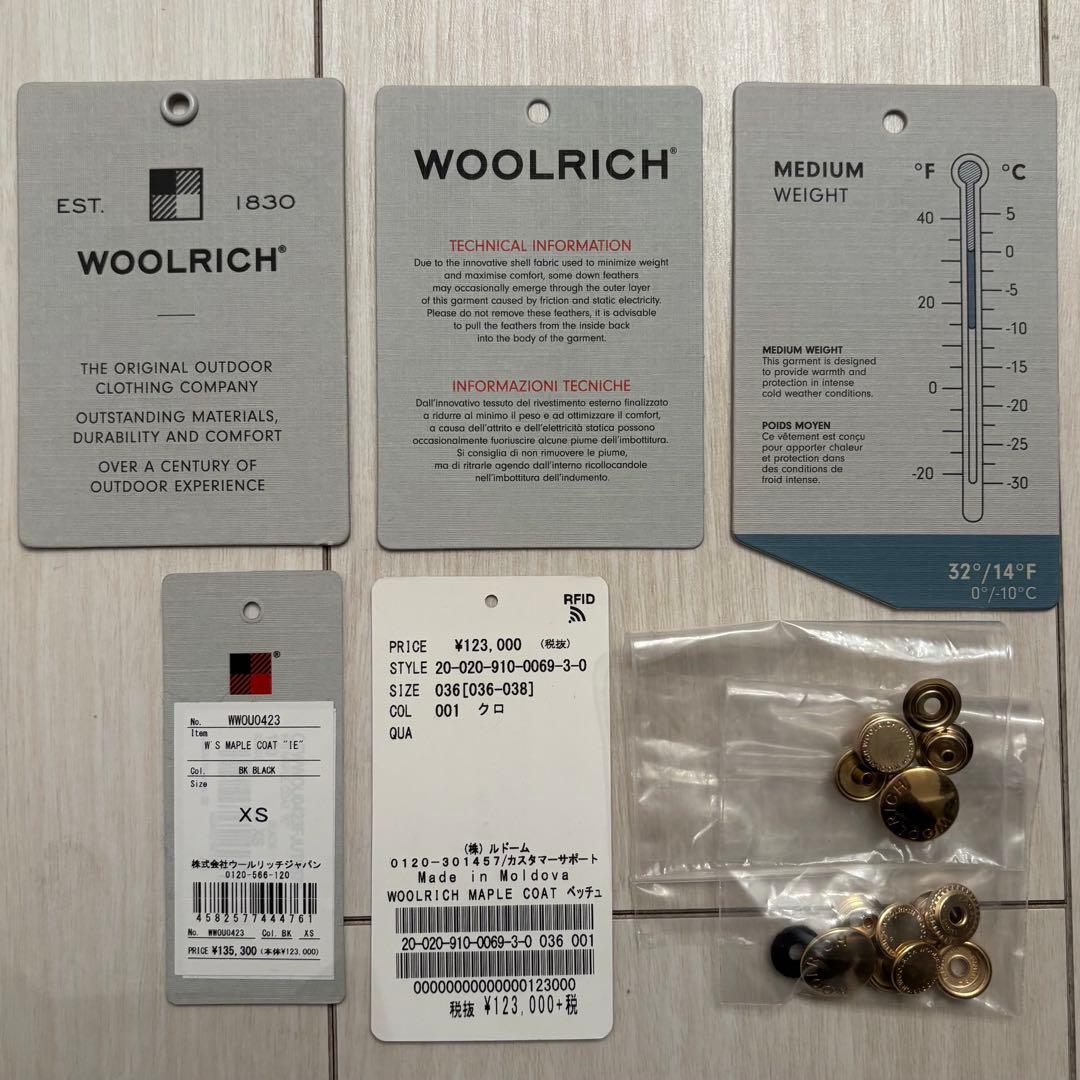 EST. 1830
WOOLRICH®
THE ORIGINAL OUTDOOR
CLOTHING COMPANY
OUTSTANDING MATERIALS,
DURABILITY AND COMFORT
OVER A CENTURY OF
OUTDOOR EXPERIENCE
WOOLRICH®
TECHNICAL INFORMATION
Due to the innovative shell fabric used to minimize weight
and maximise comfort, some down feathers
may occasionally emerge through the outer layer
of this garment caused by friction and static electricity.
Please do not remove these feathers, it is advisable
to pull the feathers from the inside back
into the body of the garment.
INFORMAZIONI TECNICHE
Dall'innovativo tessuto del rivestimento esterno finalizzato
a ridurre al minimo il peso e ad ottimizzare il comfort,
a causa dell'attrito e dell'elettricità statica possono
occasionalmente fuoriuscire alcune piume dell'imbottitura.
Si consiglia di non rimuovere le piume,
ma di ritrarle agendo dall'interno ricollocandole
nell'imbottitura dell'indumento.
MEDIUM
WEIGHT
°F °C
40
20
0
-20
5
0
-5
-10
-15
-20
-25
-30
MEDIUM WEIGHT
This garment is designed
to provide warmth and
protection in intense
cold weather conditions.
POIDS MOYEN
Ce vêtement est conçu
pour apporter chaleur
et protection dans
des conditions de
froid intense.
32°/14°F
0°/-10°C
®
No. WWOU0423
Item
W'S MAPLE COAT "IE"
Col. BK BLACK
Size
XS
株式会社ウールリッチジャパン
0120-566-120
4582577444761
No. WWOU0423 Col. BK XS
PRICE ¥135,300 (本体¥123,000)
RFID
PRICE ¥123,000 (税抜)
STYLE 20-020-910-0069-3-0
SIZE 036[036-038]
COL 001 クロ
QUA
(株) ルドーム
0120-301457/カスタマーサポート
Made in Moldova
WOOLRICH MAPLE COAT ベッチュ
20-020-910-0069-3-0 036 001
00000000000000123000
税抜 ¥123,000+税
WOOLRICH